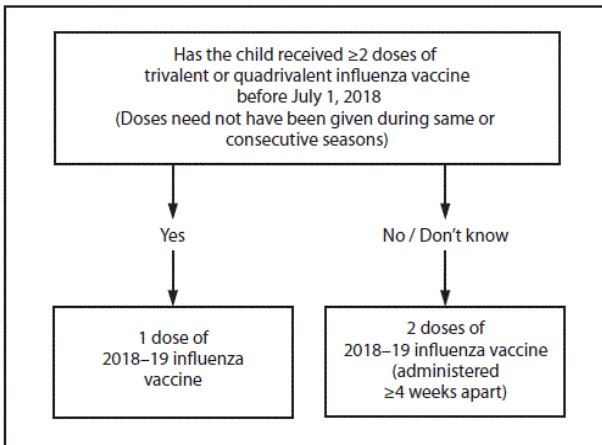 Has the child received ≥2 doses of
trivalent or quadrivalent influenza vaccine
before July 1, 2018
(Doses need not have been given during same or
consecutive seasons)
Yes
No / Don't know
1 dose of
2018–19 influenza
vaccine
2 doses of
2018–19 influenza vaccine
(administered
≥4 weeks apart)